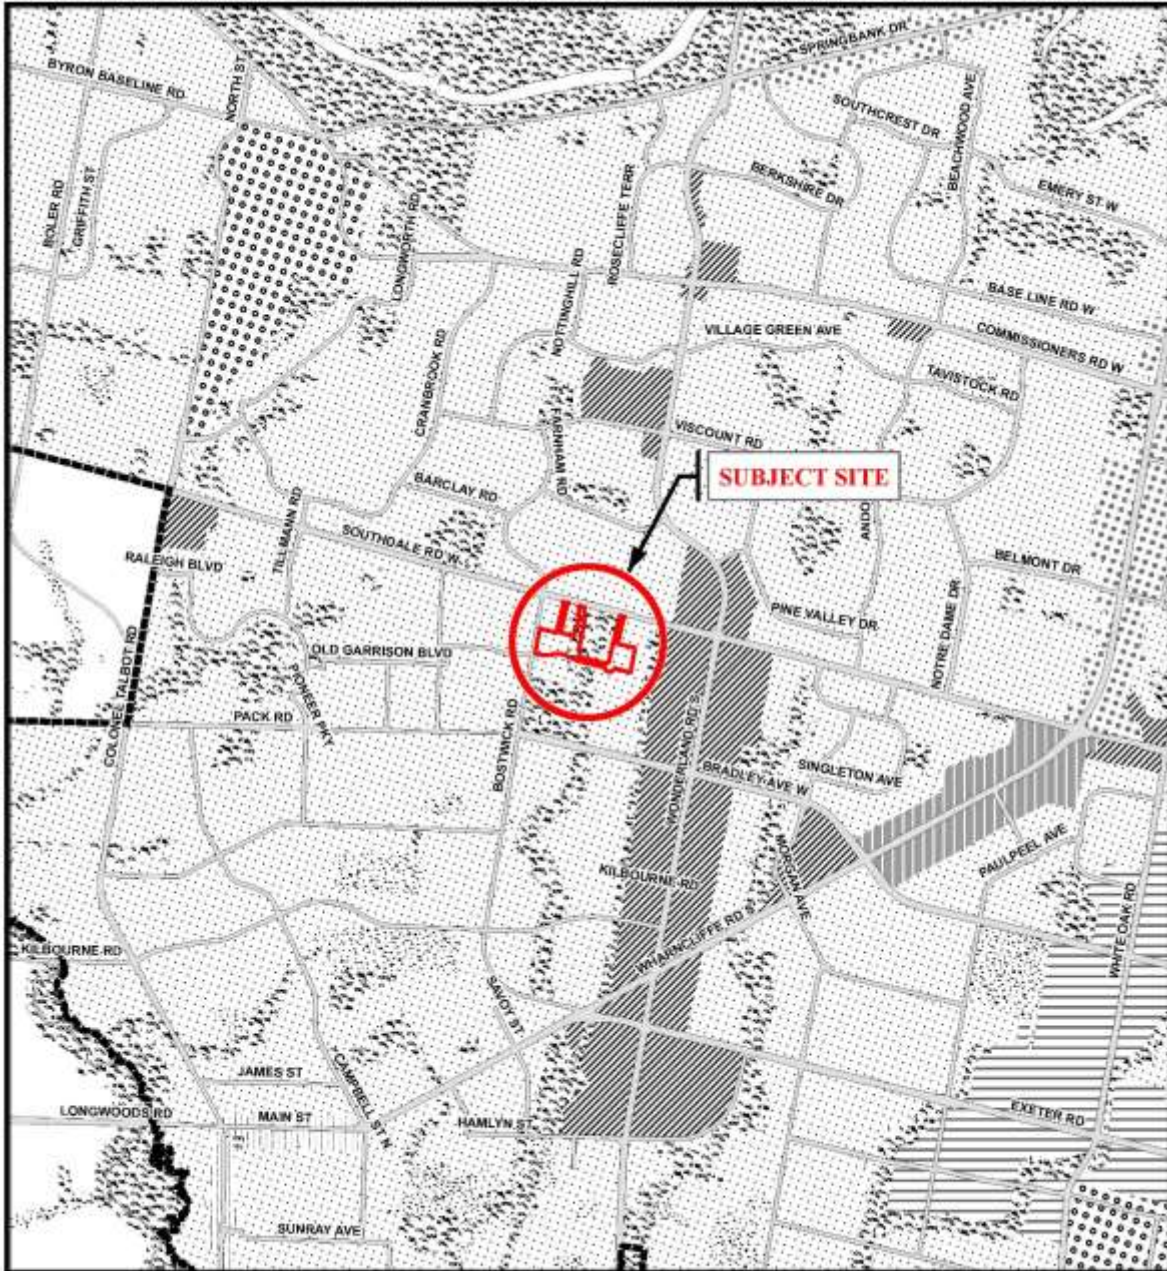 SPRINGBANK DR
BYRON BASELINE RD
NORTH ST
SOUTHCREST DR
BEACHWOOD AVE
BERKSHIRE DR
EMERY ST W
BOLER RD
GRIFFITH ST
LONGWORTH RD
ROSECLIFFE TERR
NOTTINGHILL RD
BASE LINE RD W
COMMISSIONERS RD W
VILLAGE GREEN AVE
CRANBROOK RD
TAVISTOCK RD
FARNHAM RD
VISCOUNT RD
SUBJECT SITE
BARCLAY RD
ANDO
TILLMANN RD
SOUTHDALE RD W
RALEIGH BLVD
BELMONT DR
PINE VALLEY DR
NOTRE DAME DR
OLD GARRISON BLVD
COLONEL TALBOT RD
PIONEER PKY
PACK RD
BOSTWICK RD
WONDERLAND RD S
BRADLEY AVE W
SINGLETON AVE
PAULPEEL AVE
MORGAN AVE
KILBOURNE RD
WHARNCLIFFE RD S
WHITE OAK RD
KILBOURNE RD
SAVOY ST
JAMES ST
CAMPBELL ST N
LONGWOODS RD
MAIN ST
HAMLYN ST
EXETER RD
SUNRAY AVE